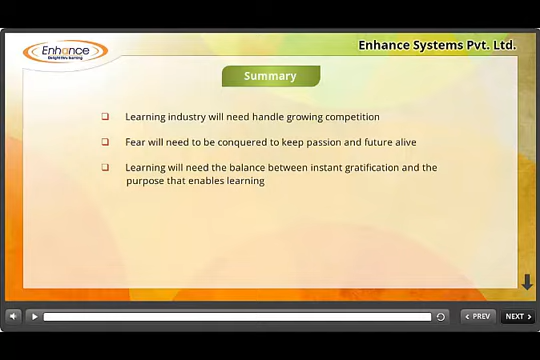 Enhance
Delight thru learning
Enhance Systems Pvt. Ltd.
Summary
Learning industry will need handle growing competition
Fear will need to be conquered to keep passion and future alive
Learning will need the balance between instant gratification and the
purpose that enables learning
PREV
NEXT